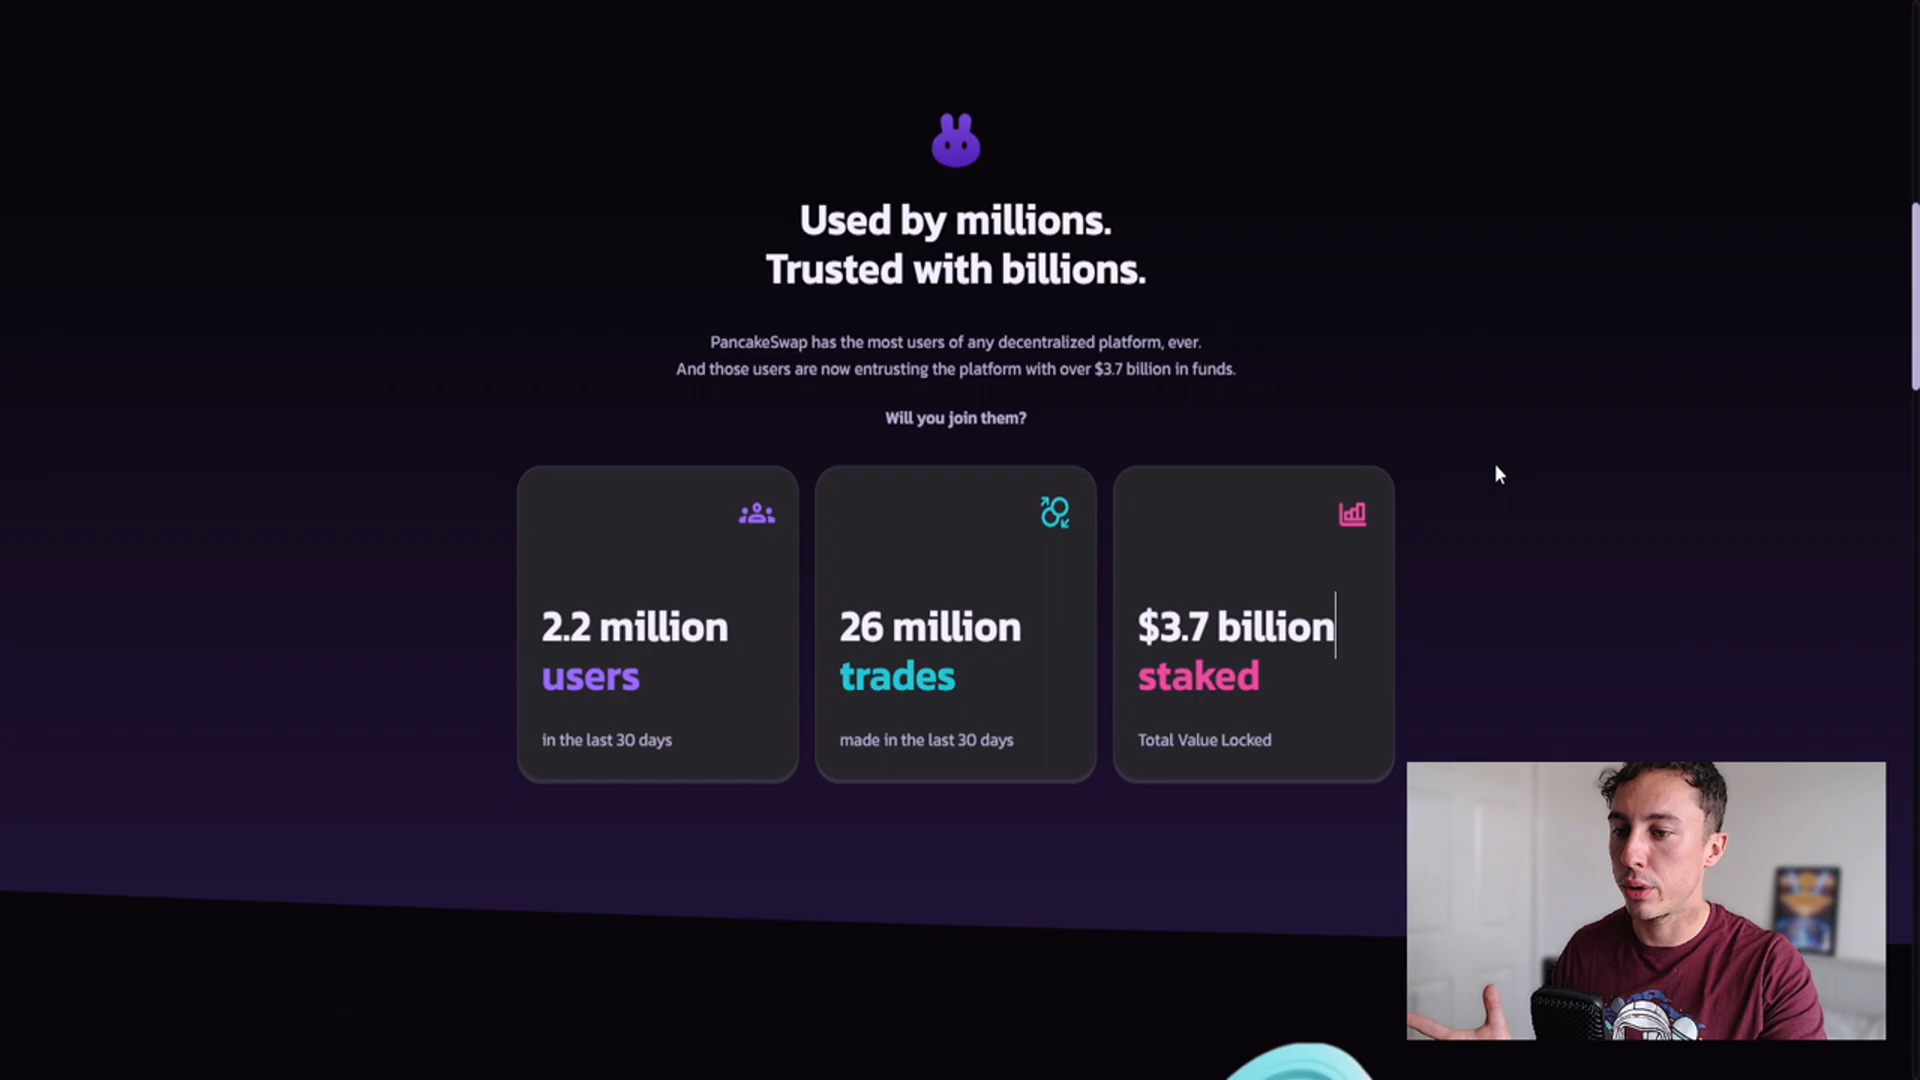 Used by millions.
Trusted with billions.
PancakeSwap has the most users of any decentralized platform, ever.
And those users are now entrusting the platform with over $3.7 billion in funds.
Will you join them?
2.2 million
users
in the last 30 days
26 million
trades
made in the last 30 days
$3.7 billion
staked
Total Value Locked